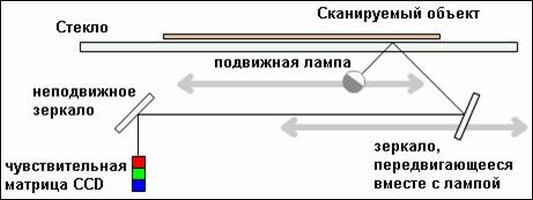 Сканируемый объект
Стекло
подвижная лампа
неподвижное
зеркало
зеркало,
передвигающееся
вместе с лампой
чувствительная
матрица CCD